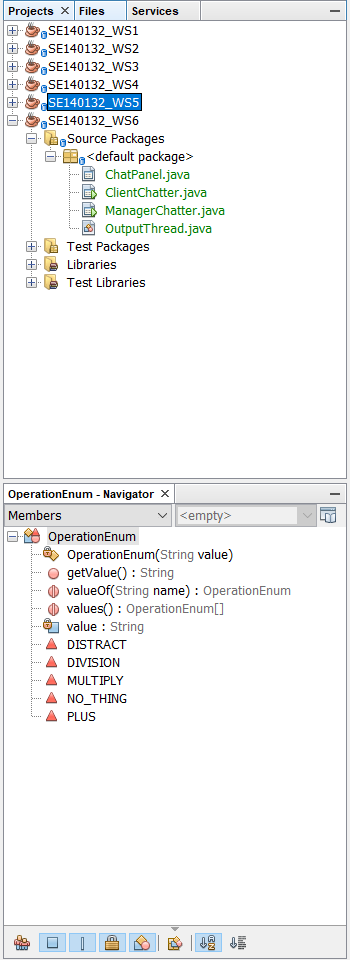 Projects × Files Services
SE140132_WS1
SE140132_WS2
SE140132_WS3
SE140132_WS4
SE140132_WS5
SE140132_WS6
Source Packages
<default package>
ChatPanel.java
ClientChatter.java
ManagerChatter.java
OutputThread.java
Test Packages
Libraries
Test Libraries
OperationEnum - Navigator ×
Members <empty>
OperationEnum
OperationEnum(String value)
getValue() : String
valueOf(String name) : OperationEnum
values() : OperationEnum[]
value : String
DISTRACT
DIVISION
MULTIPLY
NO_THING
PLUS